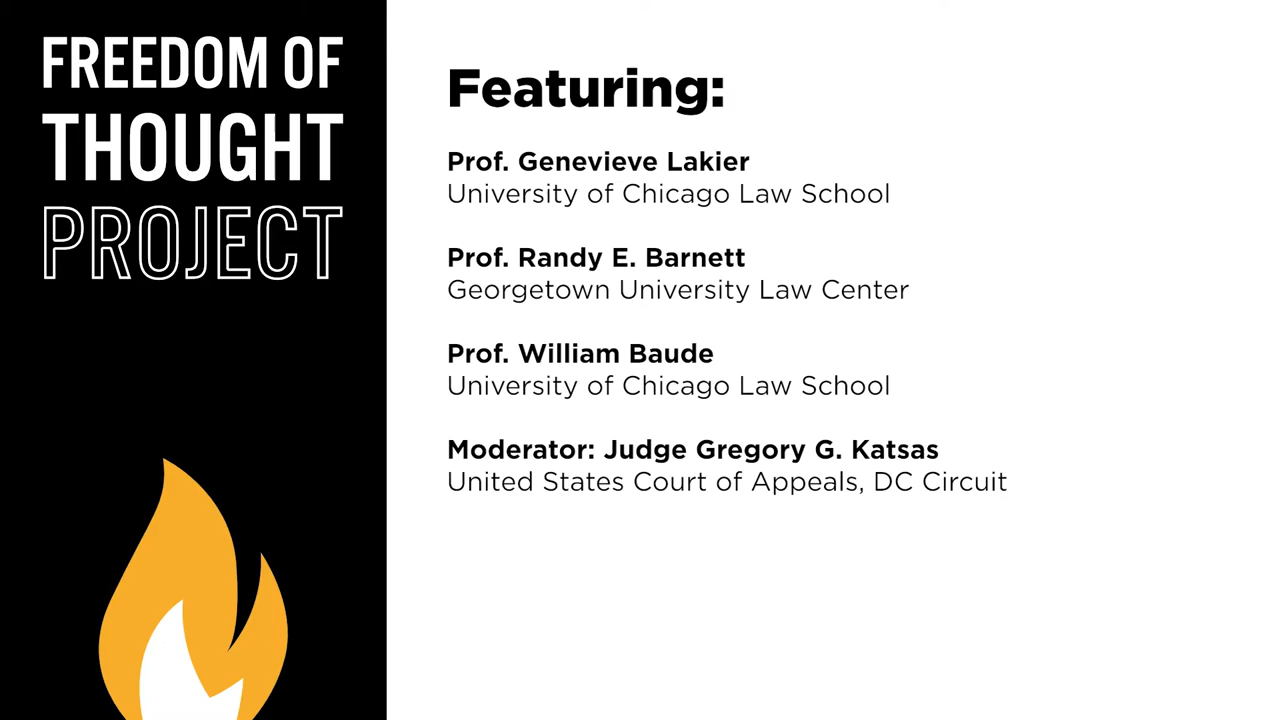 FREEDOM OF
THOUGHT
PROJECT
Featuring:
Prof. Genevieve Lakier
University of Chicago Law School
Prof. Randy E. Barnett
Georgetown University Law Center
Prof. William Baude
University of Chicago Law School
Moderator: Judge Gregory G. Katsas
United States Court of Appeals, DC Circuit